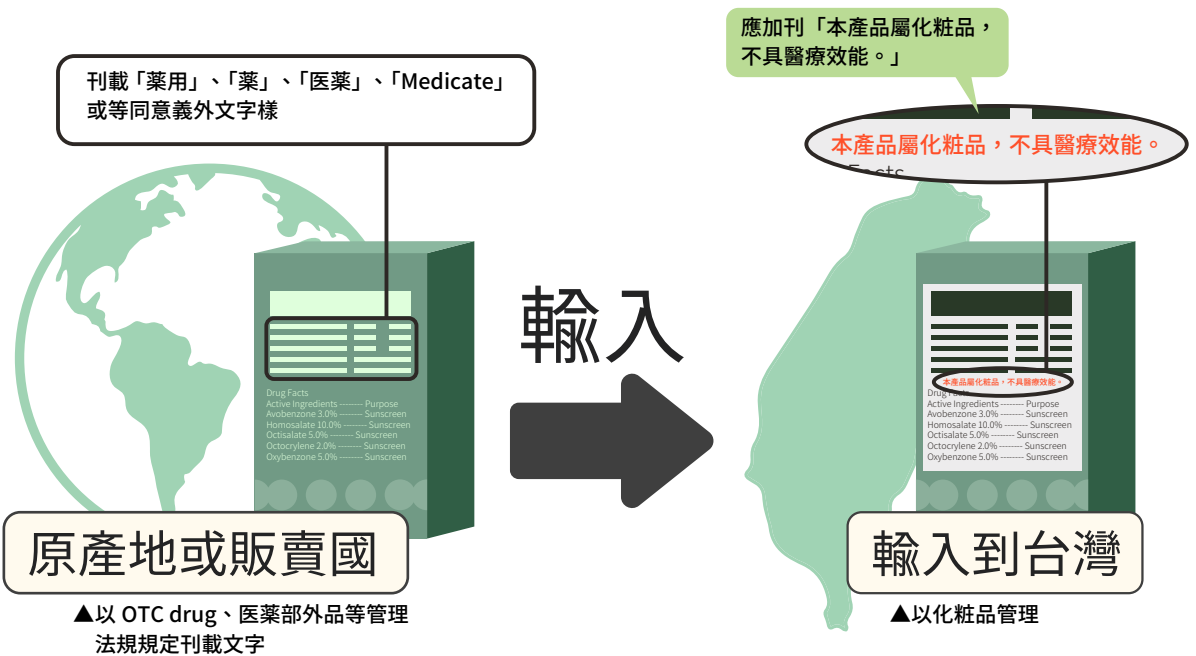 刊載「薬用」、「薬」、「医薬」、「Medicate」
或等同意義外文字樣
Drug Facts
Active Ingredients -------- Purpose
Avobenzone 3.0% -------- Sunscreen
Homosalate 10.0% -------- Sunscreen
Octisalate 5.0% -------- Sunscreen
Octocrylene 2.0% -------- Sunscreen
Oxybenzone 5.0% -------- Sunscreen
原產地或販賣國
▲以 OTC drug、医薬部外品等管理
法規規定刊載文字
輸入
應加刊「本產品屬化粧品，
不具醫療效能。」
本產品屬化粧品，不具醫療效能。
Facts
本產品屬化粧品，不具醫療效能。
Drug Facts
Active Ingredients -------- Purpose
Avobenzone 3.0% -------- Sunscreen
Homosalate 10.0% -------- Sunscreen
Octisalate 5.0% -------- Sunscreen
Octocrylene 2.0% -------- Sunscreen
Oxybenzone 5.0% -------- Sunscreen
輸入到台灣
▲以化粧品管理